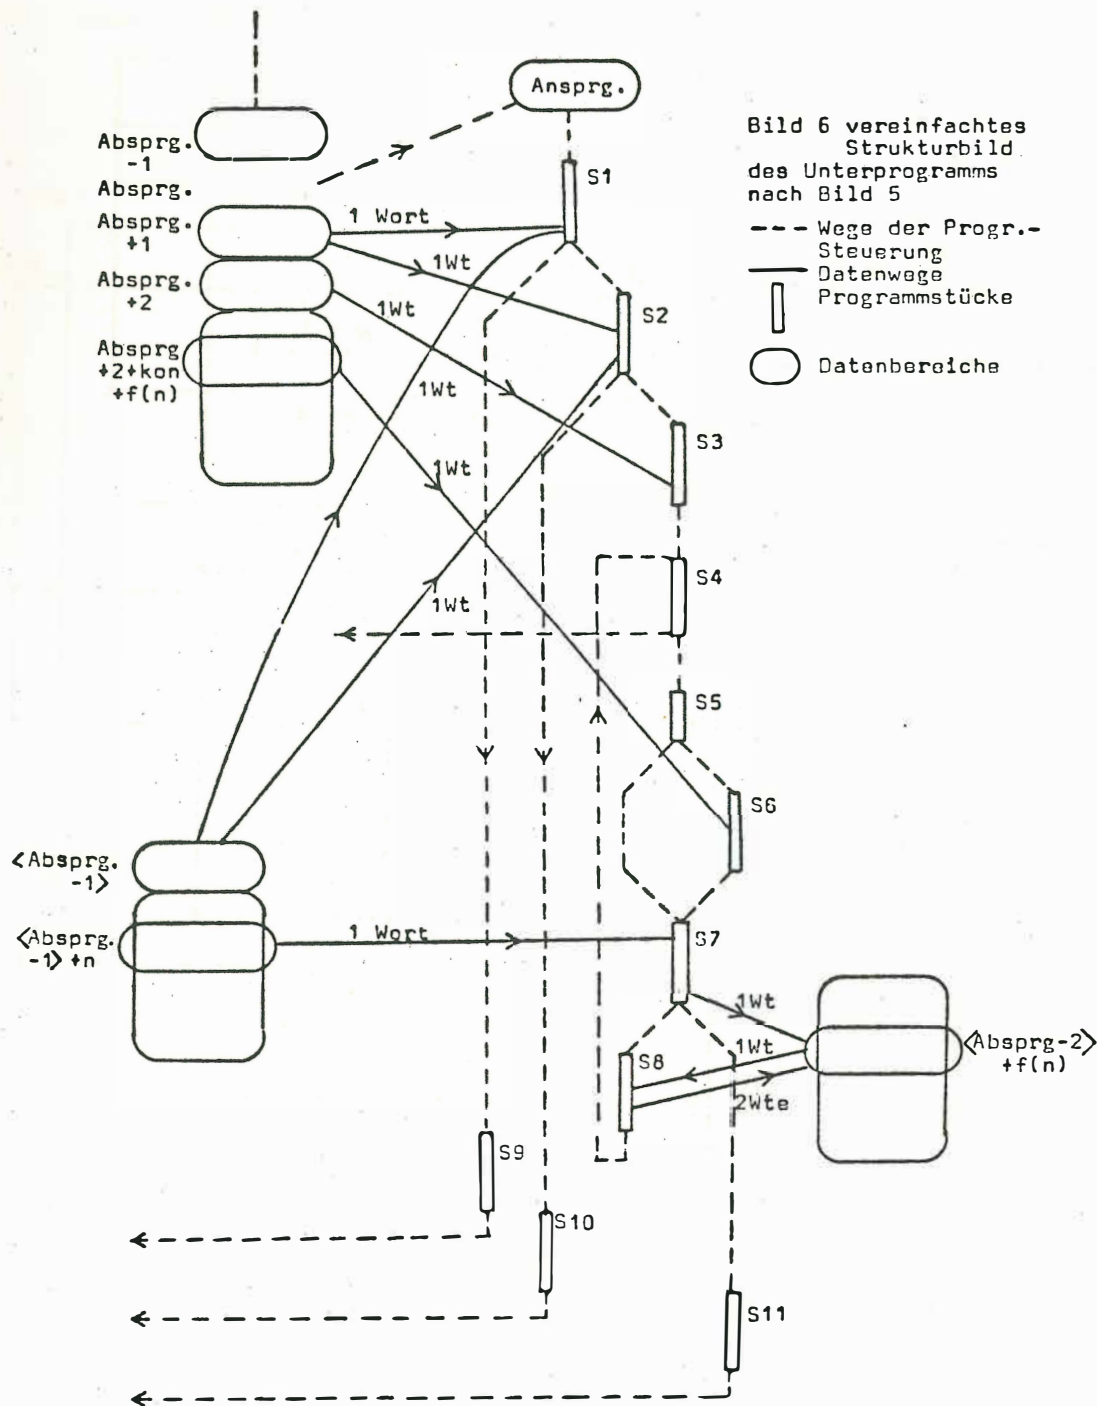 Ansprg.
Bild 6 vereinfachtes
Strukturbild
des Unterprogramms
nach Bild 5
Wege der Progr.-
Steuerung
Datenwege
Programmstücke
Datenbereiche
Absprg.
-1
Absprg.
Absprg.
+1
Absprg.
+2
Absprg
+2+kon
+f(n)
1 Wort
1Wt
1Wt
1Wt
1Wt
1Wt
S1
S2
S3
S4
S5
S6
<Absprg.
-1>
<Absprg.
-1>+n
1 Wort
S7
1Wt
1Wt
2Wte
S8
<Absprg-2>
+f(n)
S9
S10
S11